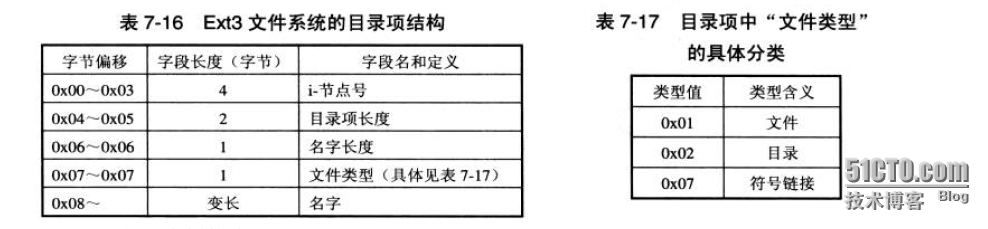 表 7-16 Ext3 文件系统的目录项结构
字节偏移 字段长度（字节） 字段名和定义
0x00～0x03 4 i-节点号
0x04～0x05 2 目录项长度
0x06～0x06 1 名字长度
0x07～0x07 1 文件类型（具体见表 7-17）
0x08～ 变长 名字
表 7-17 目录项中“文件类型”
的具体分类
类型值 类型含义
0x01 文件
0x02 目录
0x07 符号链接
51CTO.com
技术博客 Blog